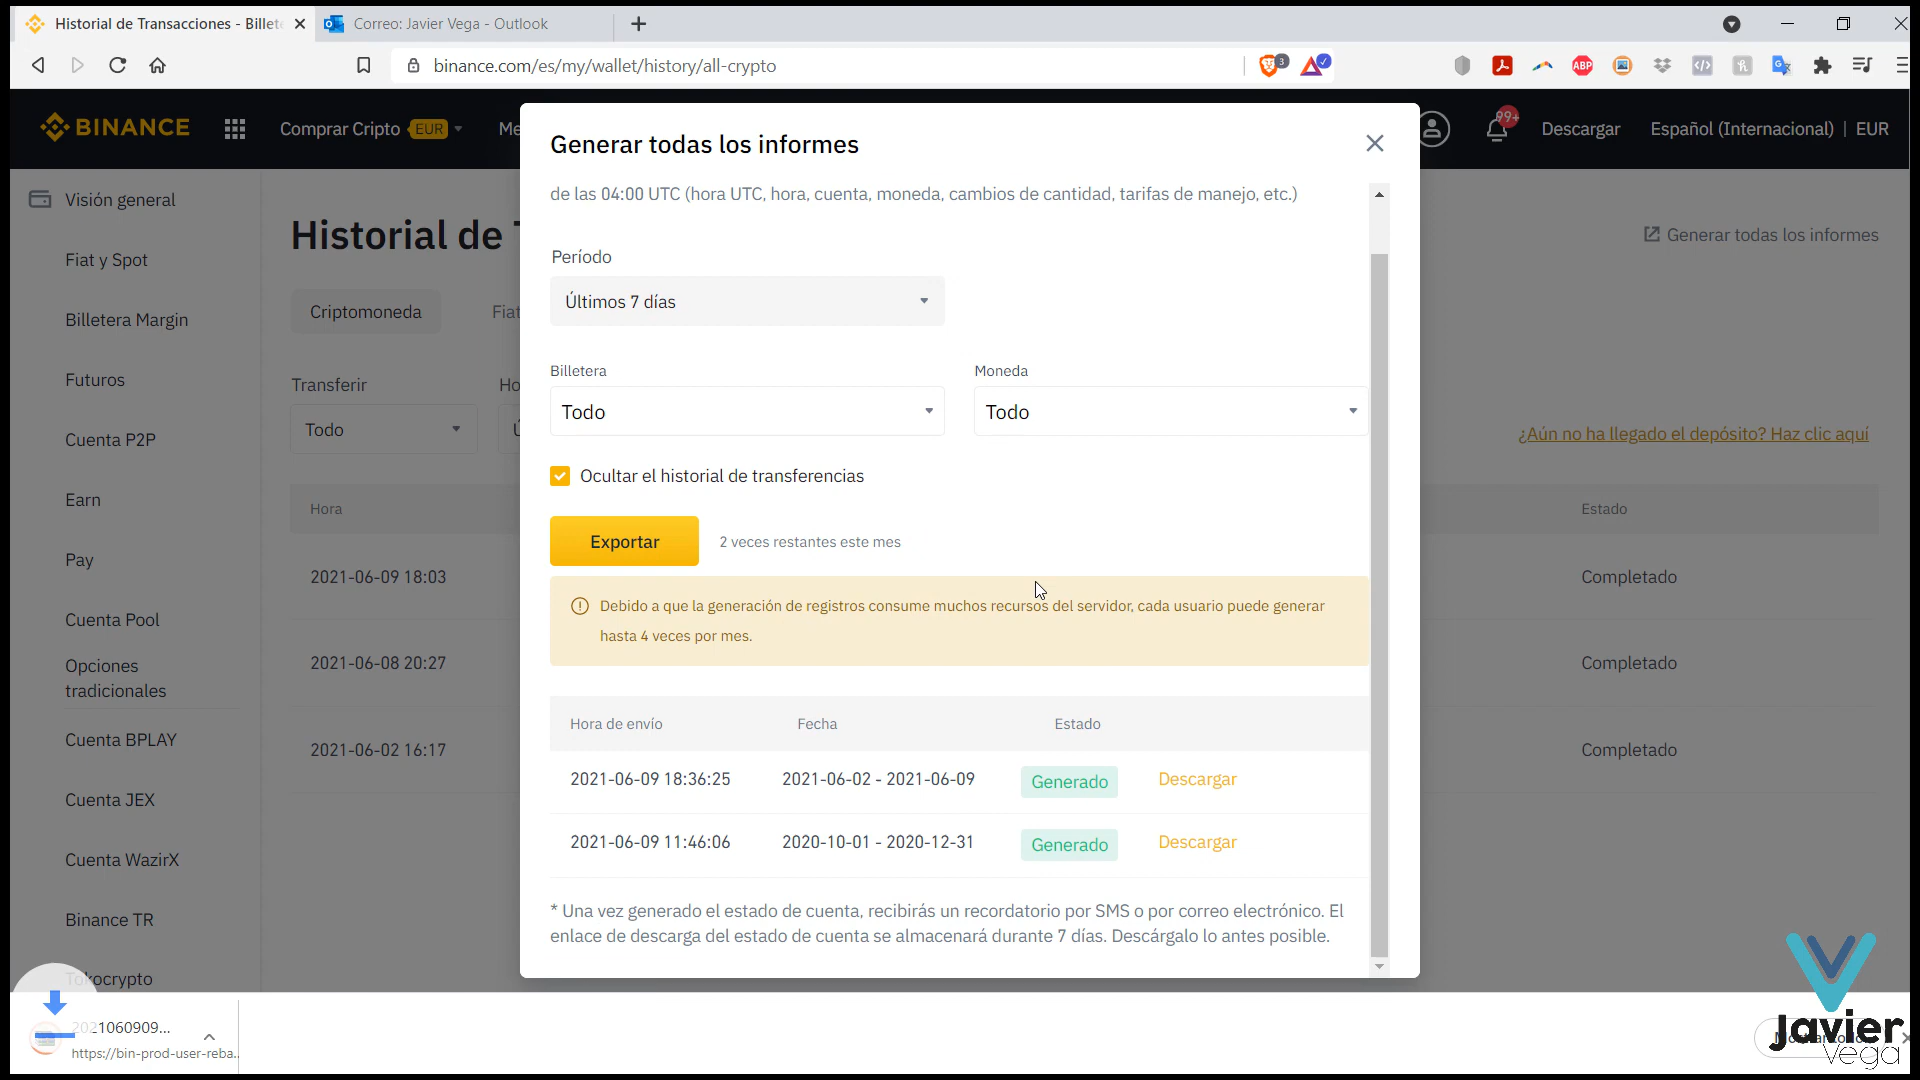 Historial de Transacciones - Billet
Correo: Javier Vega - Outlook
binance.com/es/my/wallet/history/all-crypto
3
ABP
BINANCE
Comprar Cripto EUR
Me
99+
Descargar
Español (Internacional) | EUR
Visión general
Fiat y Spot
Billetera Margin
Futuros
Cuenta P2P
Earn
Pay
Cuenta Pool
Opciones
tradicionales
Cuenta BPLAY
Cuenta JEX
Cuenta WazirX
Binance TR
Tokocrypto
Historial de T
Generar todas los informes
Criptomoneda
Fiat
Transferir
Ho
Todo
Ú
¿Aún no ha llegado el depósito? Haz clic aquí
Hora
Estado
2021-06-09 18:03
Completado
2021-06-08 20:27
Completado
2021-06-02 16:17
Completado
Generar todas los informes
de las 04:00 UTC (hora UTC, hora, cuenta, moneda, cambios de cantidad, tarifas de manejo, etc.)
Período
Últimos 7 días
Billetera
Moneda
Todo
Todo
Ocultar el historial de transferencias
Exportar
2 veces restantes este mes
Debido a que la generación de registros consume muchos recursos del servidor, cada usuario puede generar
hasta 4 veces por mes.
Hora de envío
Fecha
Estado
2021-06-09 18:36:25
2021-06-02 - 2021-06-09
Generado
Descargar
2021-06-09 11:46:06
2020-10-01 - 2020-12-31
Generado
Descargar
* Una vez generado el estado de cuenta, recibirás un recordatorio por SMS o por correo electrónico. El
enlace de descarga del estado de cuenta se almacenará durante 7 días. Descárgalo lo antes posible.
2021060909...
https://bin-prod-user-reba...
Javier
Vega